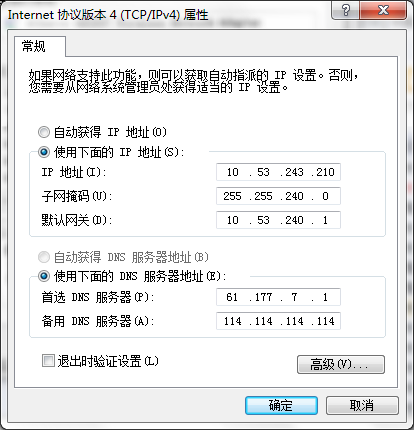 Internet 协议版本 4 (TCP/IPv4) 属性
常规
如果网络支持此功能，则可以获取自动指派的 IP 设置。否则，
您需要从网络系统管理员处获得适当的 IP 设置。
自动获得 IP 地址(O)
使用下面的 IP 地址(S):
IP 地址(I): 10 . 53 . 243 . 210
子网掩码(U): 255 . 255 . 240 . 0
默认网关(D): 10 . 53 . 240 . 1
自动获得 DNS 服务器地址(B)
使用下面的 DNS 服务器地址(E):
首选 DNS 服务器(P): 61 . 177 . 7 . 1
备用 DNS 服务器(A): 114 . 114 . 114 . 114
退出时验证设置(L)
高级(V)...
确定 取消